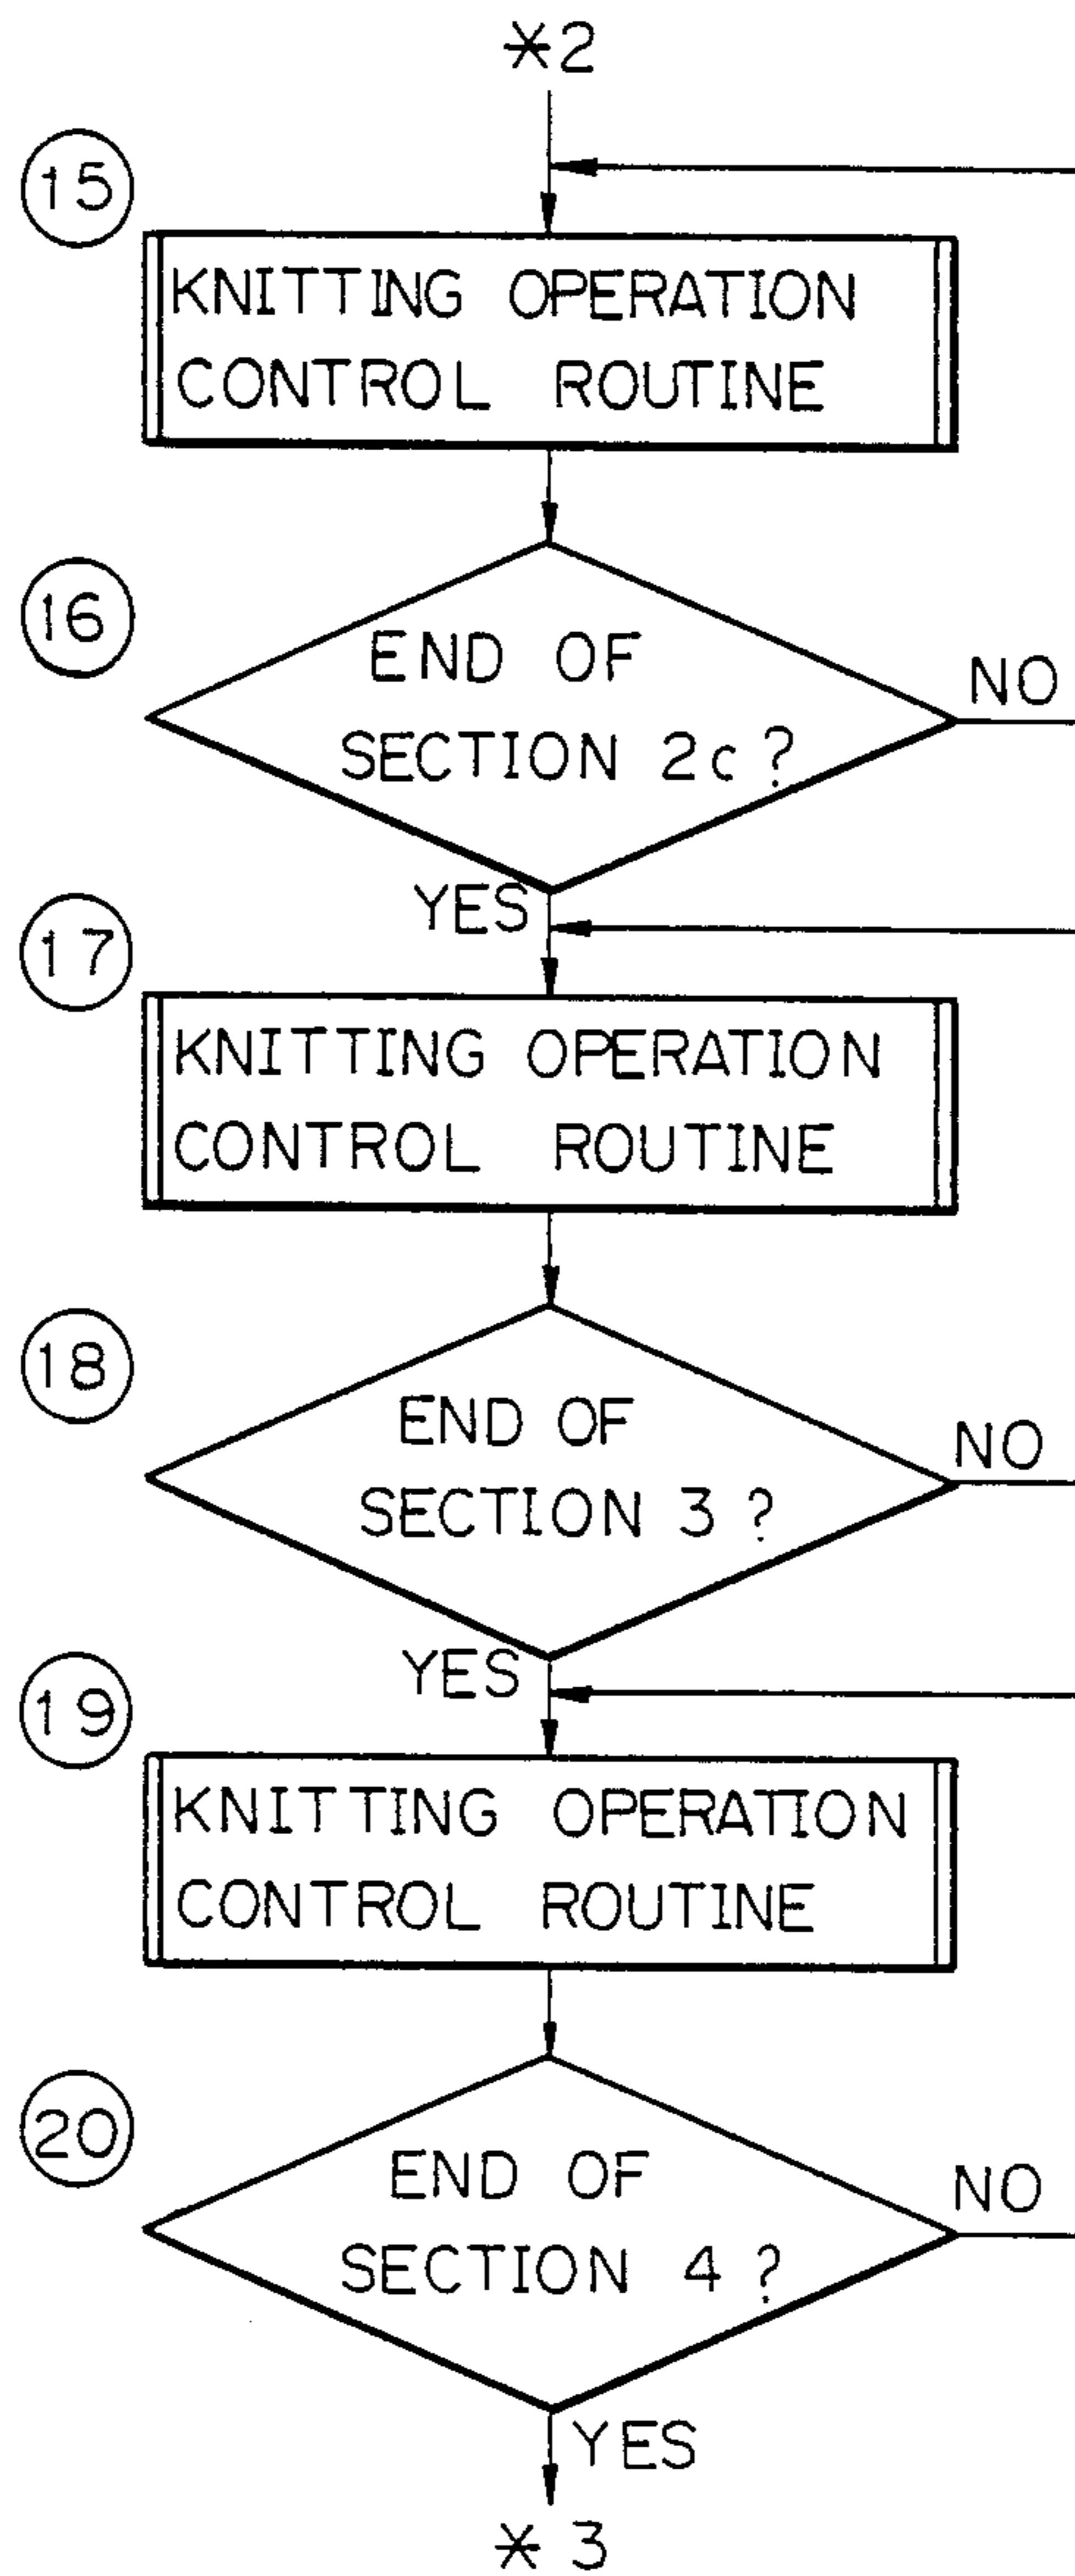 *2
15
KNITTING OPERATION
CONTROL ROUTINE
16
END OF
SECTION 2c?
NO
YES
17
KNITTING OPERATION
CONTROL ROUTINE
18
END OF
SECTION 3?
NO
YES
19
KNITTING OPERATION
CONTROL ROUTINE
20
END OF
SECTION 4?
NO
YES
*3